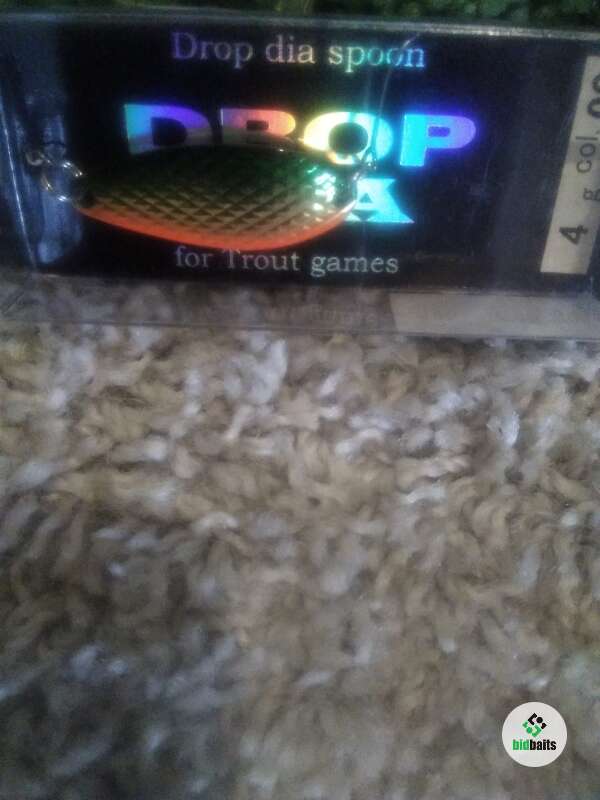 Drop dia spoon
DROP
for Trout games
4 g col.
bidbaits